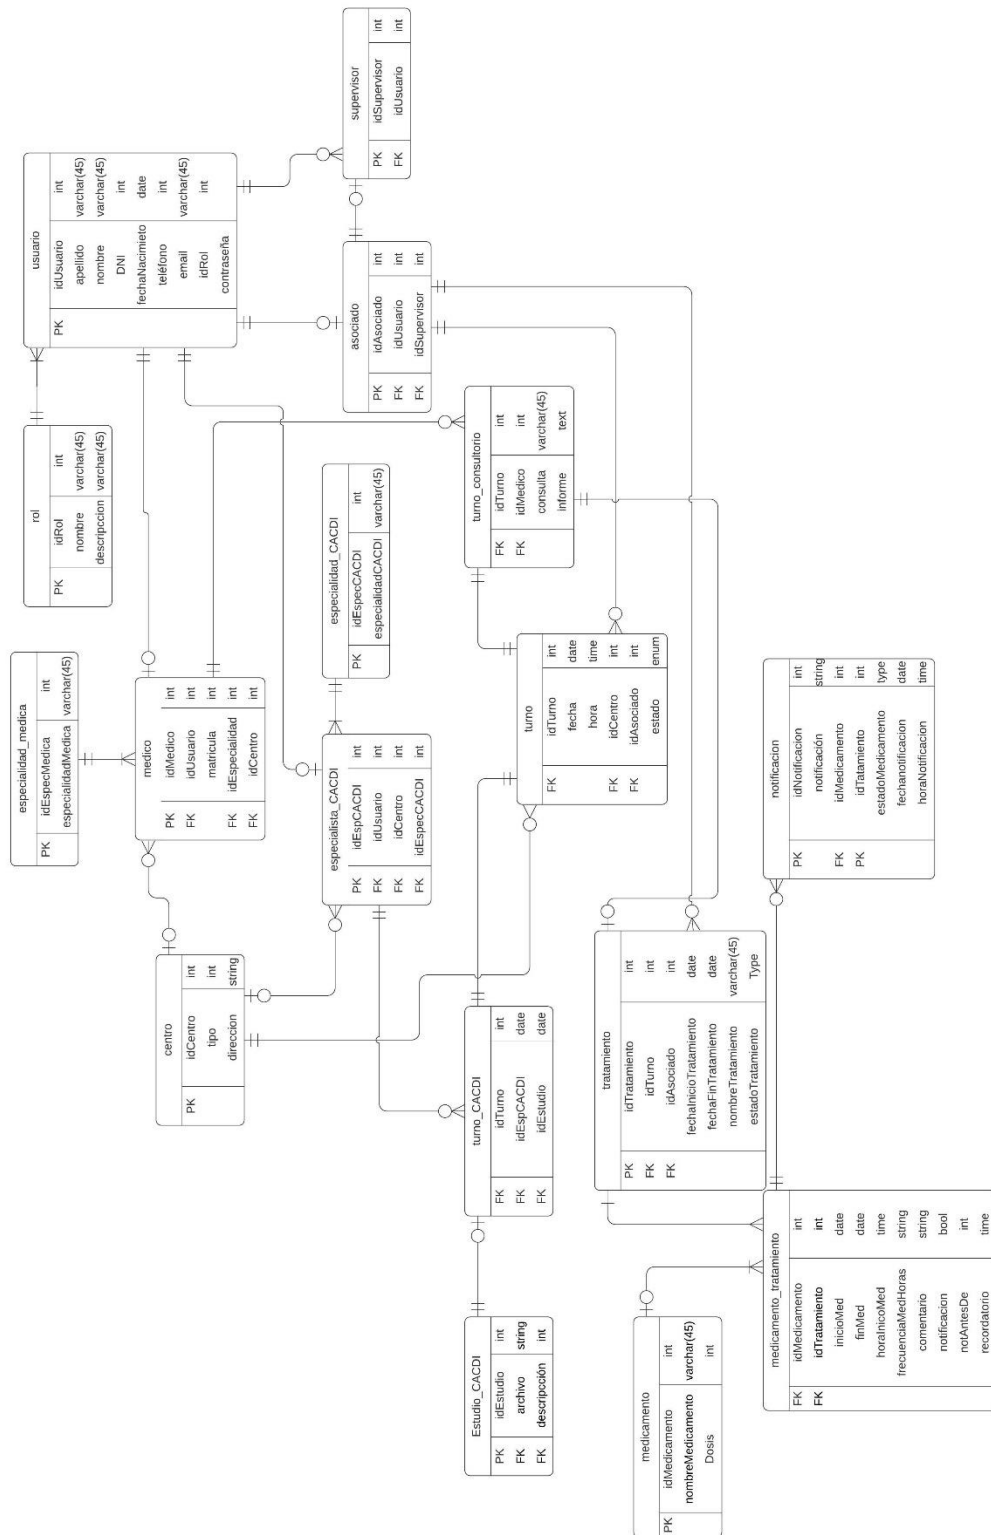 especialidad_medica
PK idEspecMedica int
especialidadMedica varchar(45)
rol
PK idRol int
nombre varchar(45)
descripccion varchar(45)
usuario
PK idUsuario int
apellido varchar(45)
nombre varchar(45)
DNI int
fechaNacimieto date
teléfono int
email varchar(45)
idRol int
contraseña
centro
PK idCentro int
tipo int
direccion string
medico
PK idMedico int
FK idUsuario int
matricula int
FK idEspecialidad int
FK idCentro int
especialista_CACDI
PK idEspCACDI int
FK idUsuario int
FK idCentro int
FK idEspecCACDI int
especialidad_CACDI
PK idEspecCACDI int
especialidadCACDI varchar(45)
asociado
PK idAsociado int
FK idUsuario int
FK idSupervisor int
supervisor
PK idSupervisor int
FK idUsuario int
Estudio_CACDI
PK idEstudio int
FK archivo string
FK descripcción int
turno_CACDI
FK idTurno int
FK idEspCACDI date
FK idEstudio date
turno_consultorio
FK idTurno int
FK idMedico int
consulta varchar(45)
informe text
turno
FK idTurno int
fecha date
hora time
FK idCentro int
FK idAsociado int
estado enum
tratamiento
PK idTratamiento int
FK idTurno int
FK idAsociado int
fechaInicioTratamiento date
fechaFinTratamiento date
nombreTratamiento varchar(45)
estadoTratamiento Type
medicamento
PK idMedicamento int
nombreMedicamento varchar(45)
Dosis int
medicamento_tratamiento
FK idMedicamento int
FK idTratamiento int
inicioMed date
finMed date
horaInicoMed time
frecuenciaMedHoras string
comentario string
notificacion bool
notAntesDe int
recordatorio time
notificacion
PK idNotificacion int
notificación string
FK idMedicamento int
PK idTatamiento int
estadoMedicamento type
fechanotificacion date
horaNotificacion time